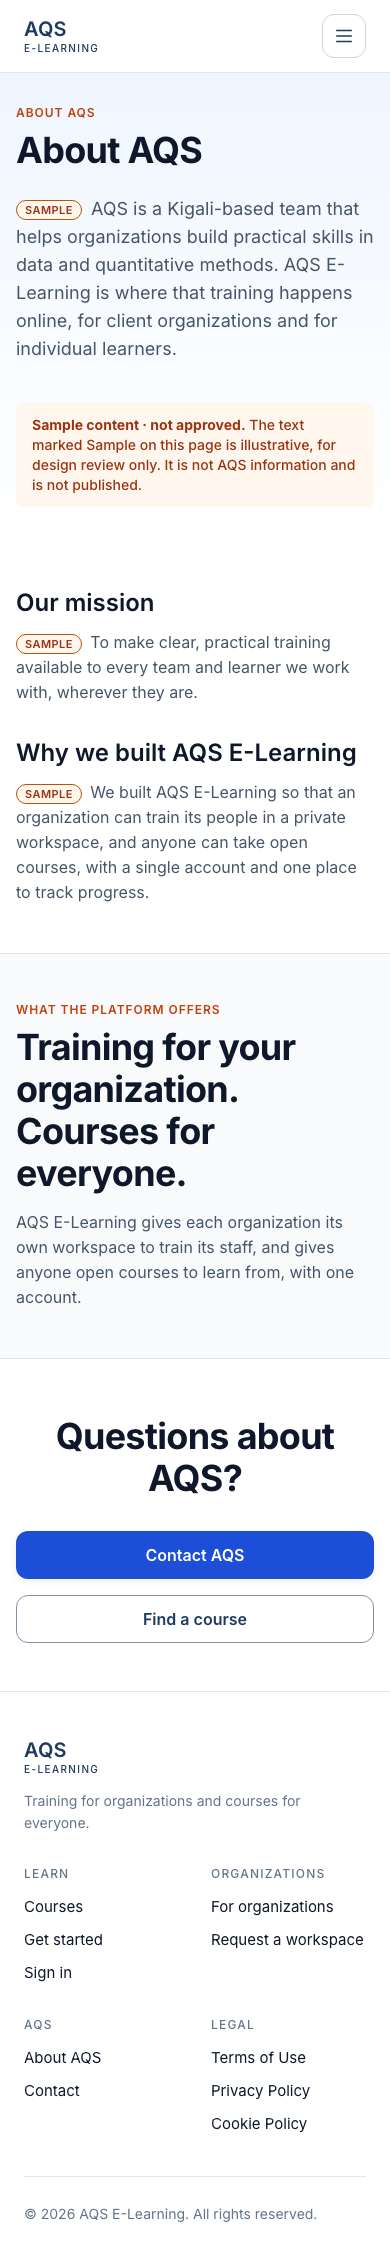 AQS
E-LEARNING
ABOUT AQS
About AQS
SAMPLE AQS is a Kigali-based team that
helps organizations build practical skills in
data and quantitative methods. AQS E-
Learning is where that training happens
online, for client organizations and for
individual learners.
Sample content · not approved. The text
marked Sample on this page is illustrative, for
design review only. It is not AQS information and
is not published.
Our mission
SAMPLE To make clear, practical training
available to every team and learner we work
with, wherever they are.
Why we built AQS E-Learning
SAMPLE We built AQS E-Learning so that an
organization can train its people in a private
workspace, and anyone can take open
courses, with a single account and one place
to track progress.
WHAT THE PLATFORM OFFERS
Training for your
organization.
Courses for
everyone.
AQS E-Learning gives each organization its
own workspace to train its staff, and gives
anyone open courses to learn from, with one
account.
Questions about
AQS?
Contact AQS
Find a course
AQS
E-LEARNING
Training for organizations and courses for
everyone.
LEARN
Courses
Get started
Sign in
ORGANIZATIONS
For organizations
Request a workspace
AQS
About AQS
Contact
LEGAL
Terms of Use
Privacy Policy
Cookie Policy
© 2026 AQS E-Learning. All rights reserved.